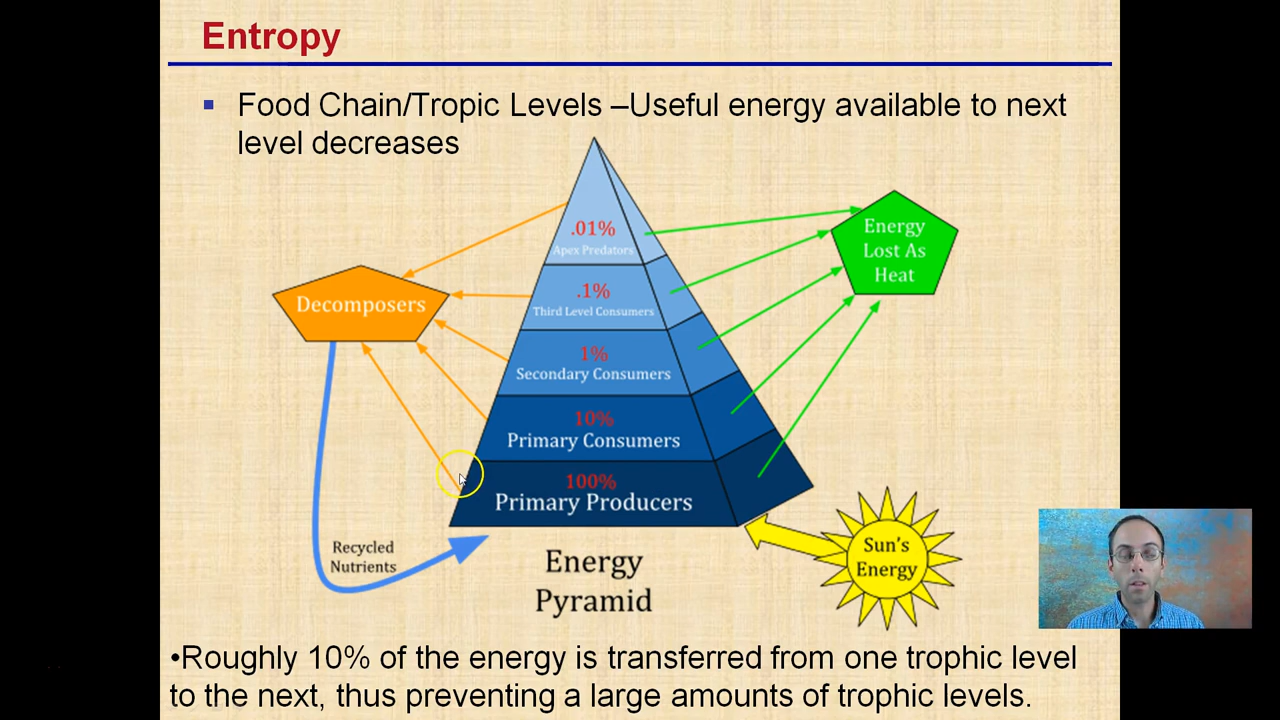 Entropy
▪ Food Chain/Tropic Levels –Useful energy available to next
level decreases
.01%
Apex Predators
.1%
Third Level Consumers
1%
Secondary Consumers
10%
Primary Consumers
100%
Primary Producers
Decomposers
Energy
Lost As
Heat
Recycled
Nutrients
Energy
Pyramid
Sun's
Energy
•Roughly 10% of the energy is transferred from one trophic level
to the next, thus preventing a large amounts of trophic levels.